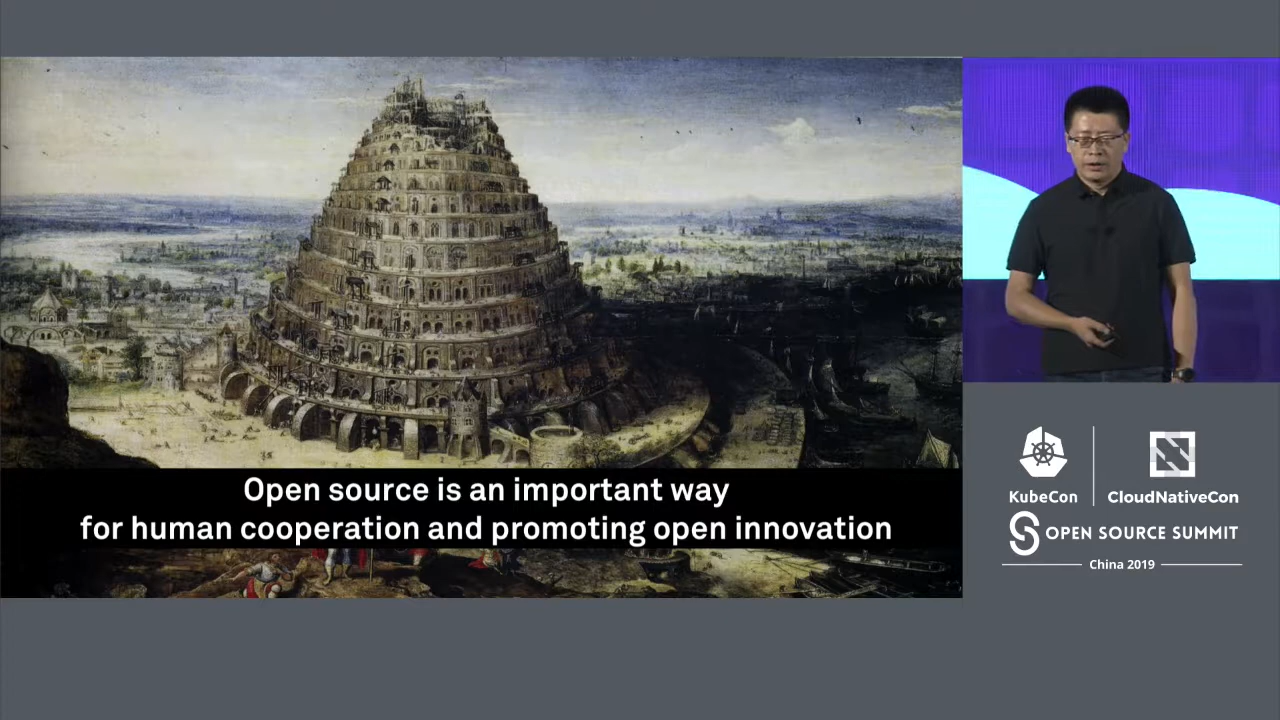 Open source is an important way
for human cooperation and promoting open innovation
KubeCon
CloudNativeCon
OPEN SOURCE SUMMIT
China 2019